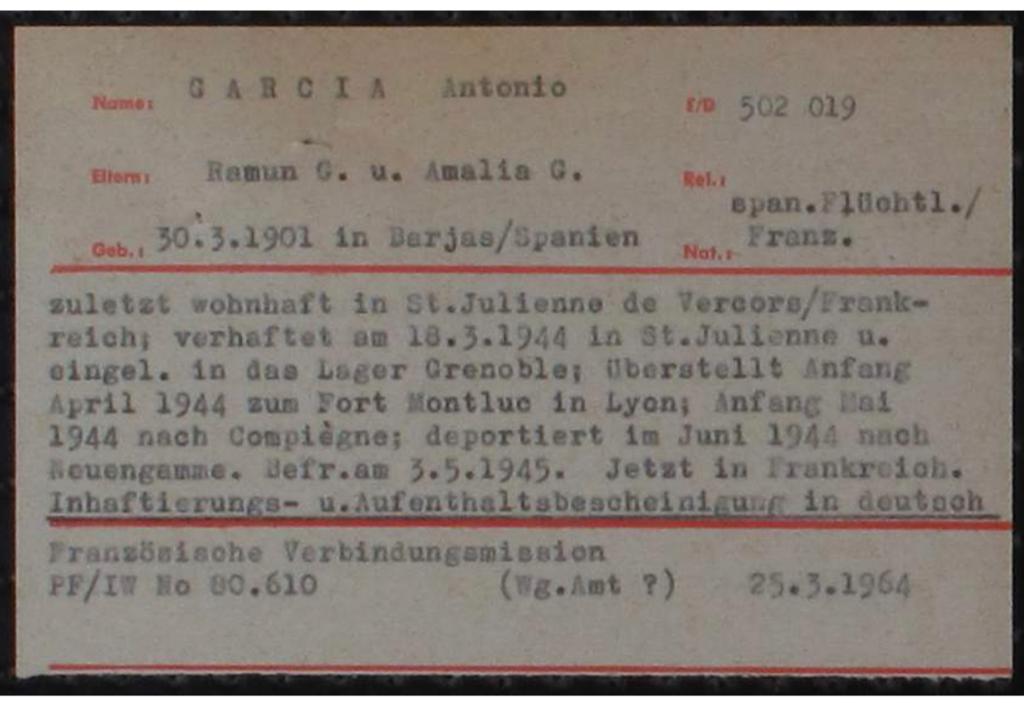 Name: G A R C I A Antonio T/D 502 019
Eltern: Ramun G. u. Amalia G. Rel.:
span.Flüchtl./
Geb.: 30.3.1901 in Barjas/Spanien Nat.: Franz.
zuletzt wohnhaft in St.Julienne de Vercors/Frank-
reich; verhaftet am 18.3.1944 in St.Julienne u.
eingel. in das Lager Grenoble; überstellt Anfang
April 1944 zum Fort Montluc in Lyon; Anfang Mai
1944 nach Compiègne; deportiert im Juni 1944 nach
Neuengamme. Befr.am 3.5.1945. Jetzt in Frankreich.
Inhaftierungs- u.Aufenthaltsbescheinigung in deutsch
Französische Verbindungsmission
PF/IW No 80.610 (Wg.Amt ?) 25.3.1964